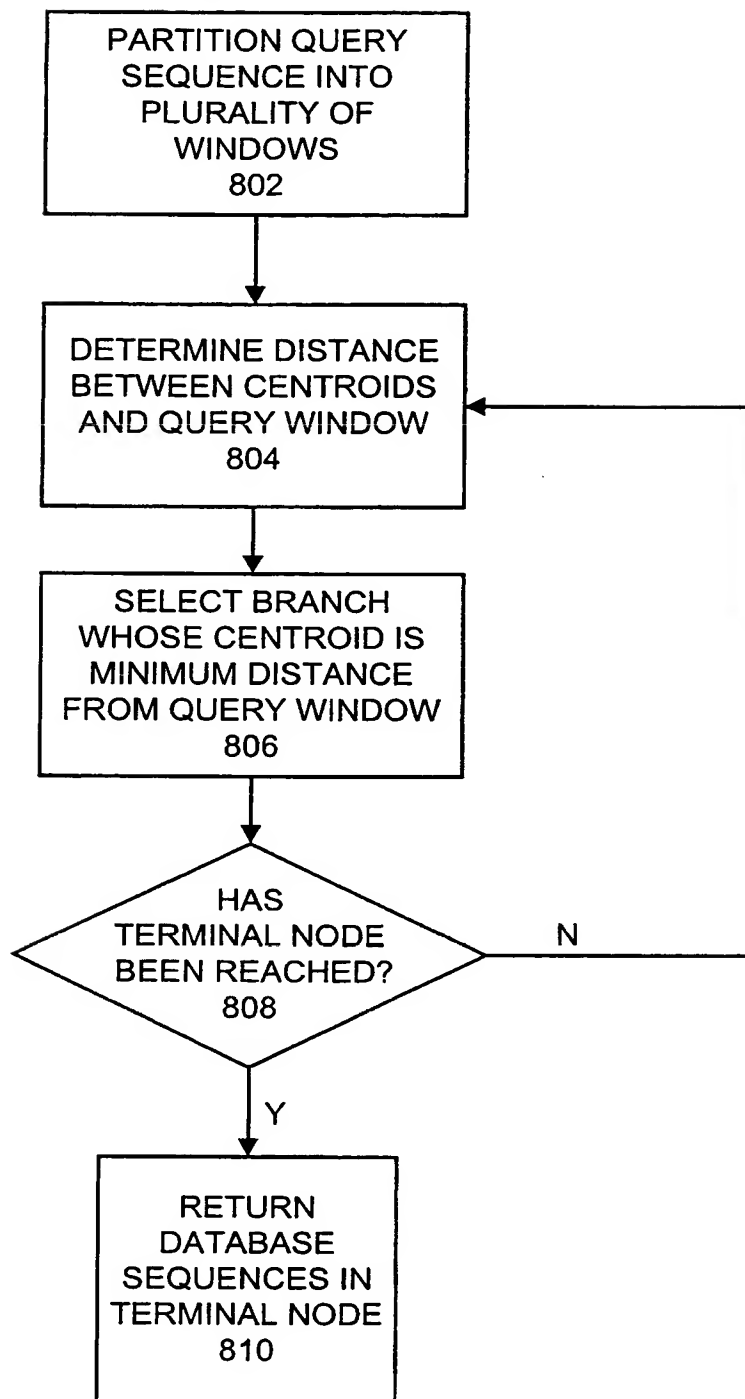 PARTITION QUERY
SEQUENCE INTO
PLURALITY OF
WINDOWS
802
DETERMINE DISTANCE
BETWEEN CENTROIDS
AND QUERY WINDOW
804
SELECT BRANCH
WHOSE CENTROID IS
MINIMUM DISTANCE
FROM QUERY WINDOW
806
HAS
TERMINAL NODE
BEEN REACHED?
808
N
Y
RETURN
DATABASE
SEQUENCES IN
TERMINAL NODE
810